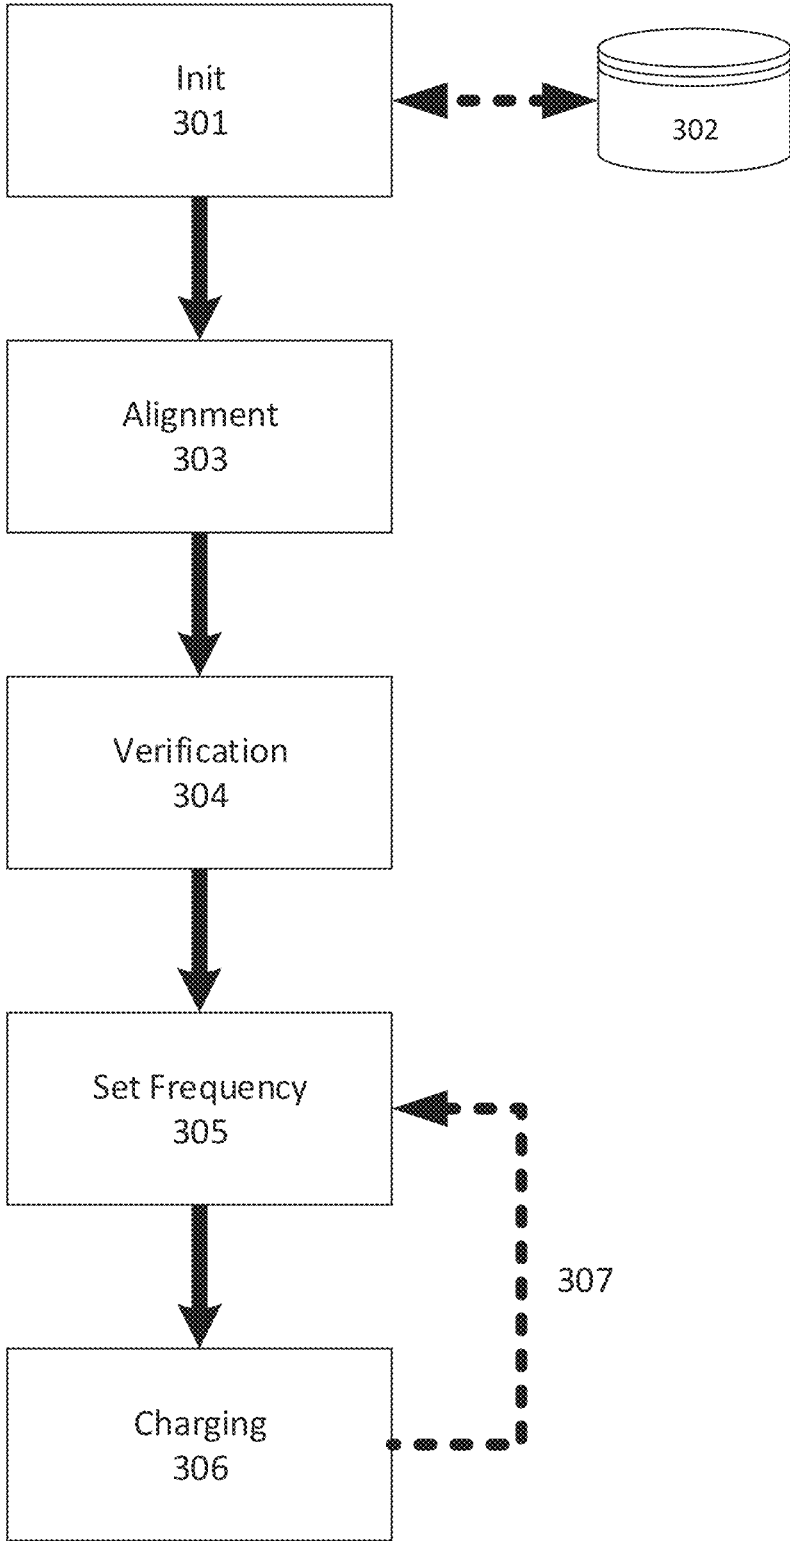 Init
301
302
Alignment
303
Verification
304
Set Frequency
305
307
Charging
306